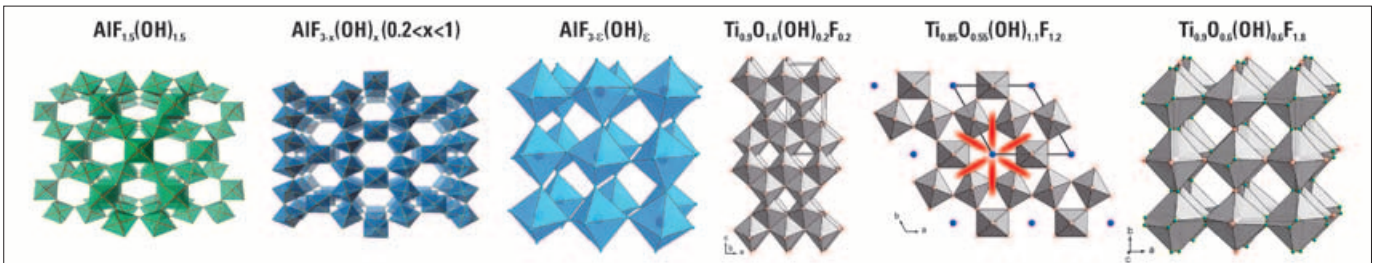 AlF₁.₅(OH)₁.₅ AlF₃₋ₓ(OH)ₓ (0.2<x<1) AlF₃₋ε(OH)ε Ti₀.₉O₁.₆(OH)₀.₂F₀.₂ Ti₀.₈₅O₀.₅₅(OH)₁.₁F₁.₂ Ti₀.₉O₀.₆(OH)₀.₆F₁.₈
b a
b
c a